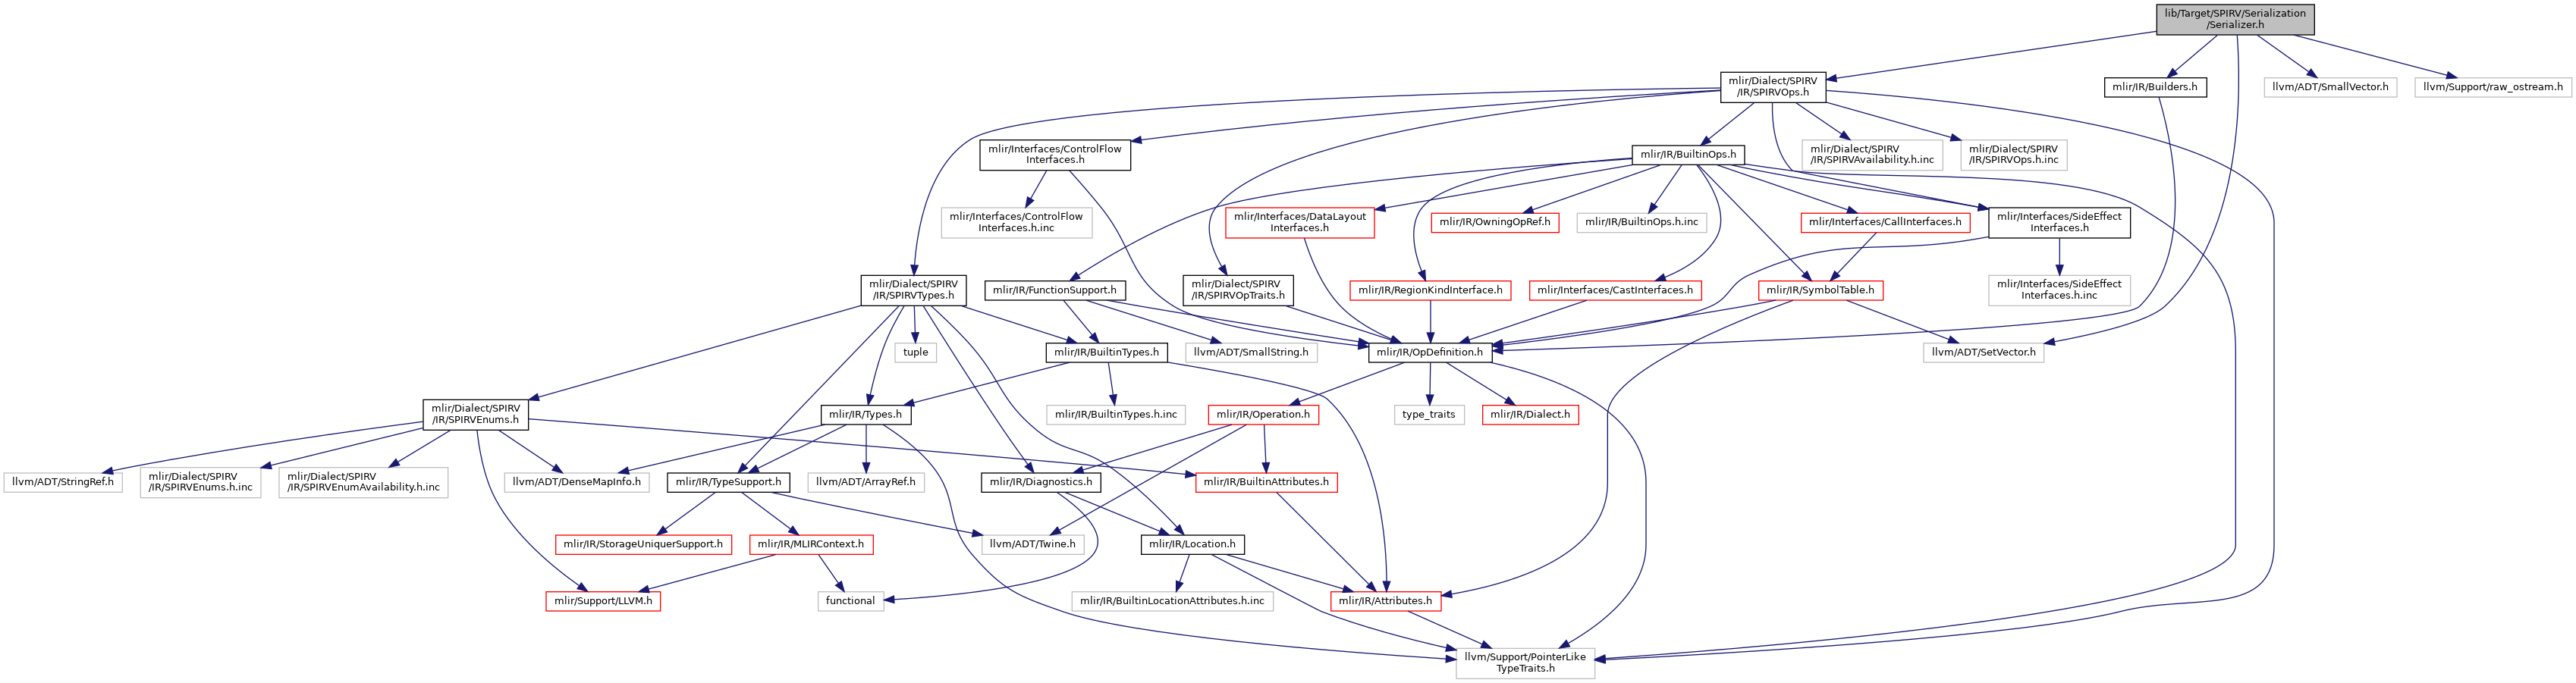 lib/Target/SPIRV/Serialization
/Serializer.h
mlir/Dialect/SPIRV
/IR/SPIRVOps.h
mlir/IR/Builders.h
llvm/ADT/SmallVector.h
llvm/Support/raw_ostream.h
mlir/Interfaces/ControlFlow
Interfaces.h
mlir/IR/BuiltinOps.h
mlir/Dialect/SPIRV
/IR/SPIRVAvailability.h.inc
mlir/Dialect/SPIRV
/IR/SPIRVOps.h.inc
mlir/Interfaces/ControlFlow
Interfaces.h.inc
mlir/Interfaces/DataLayout
Interfaces.h
mlir/IR/OwningOpRef.h
mlir/IR/BuiltinOps.h.inc
mlir/Interfaces/CallInterfaces.h
mlir/Interfaces/SideEffect
Interfaces.h
mlir/Dialect/SPIRV
/IR/SPIRVTypes.h
mlir/IR/FunctionSupport.h
mlir/Dialect/SPIRV
/IR/SPIRVOpTraits.h
mlir/IR/RegionKindInterface.h
mlir/Interfaces/CastInterfaces.h
mlir/IR/SymbolTable.h
mlir/Interfaces/SideEffect
Interfaces.h.inc
tuple
mlir/IR/BuiltinTypes.h
llvm/ADT/SmallString.h
mlir/IR/OpDefinition.h
llvm/ADT/SetVector.h
mlir/Dialect/SPIRV
/IR/SPIRVEnums.h
mlir/IR/Types.h
mlir/IR/BuiltinTypes.h.inc
mlir/IR/Operation.h
type_traits
mlir/IR/Dialect.h
llvm/ADT/StringRef.h
mlir/Dialect/SPIRV
/IR/SPIRVEnums.h.inc
mlir/Dialect/SPIRV
/IR/SPIRVEnumAvailability.h.inc
llvm/ADT/DenseMapInfo.h
mlir/IR/TypeSupport.h
llvm/ADT/ArrayRef.h
mlir/IR/Diagnostics.h
mlir/IR/BuiltinAttributes.h
mlir/IR/StorageUniquerSupport.h
mlir/IR/MLIRContext.h
llvm/ADT/Twine.h
mlir/IR/Location.h
mlir/Support/LLVM.h
functional
mlir/IR/BuiltinLocationAttributes.h.inc
mlir/IR/Attributes.h
llvm/Support/PointerLike
TypeTraits.h